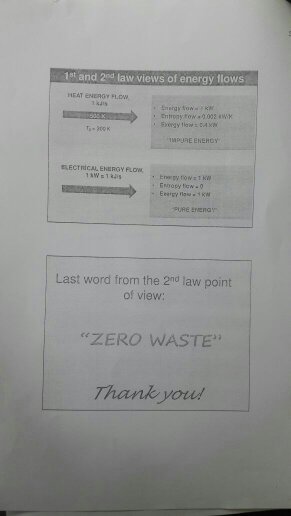 1st and 2nd law views of energy flows
HEAT ENERGY FLOW,
1 kJ/s
500 K
T₀ = 300 K
• Energy flow = 1 kW
• Entropy flow = 0.002 kW/K
• Exergy flow = 0.4 kW
"IMPURE ENERGY"
ELECTRICAL ENERGY FLOW,
1 kW = 1 kJ/s
• Energy flow = 1 kW
• Entropy flow = 0
• Exergy flow = 1 kW
"PURE ENERGY"
Last word from the 2nd law point
of view:
"ZERO WASTE"
Thank you!